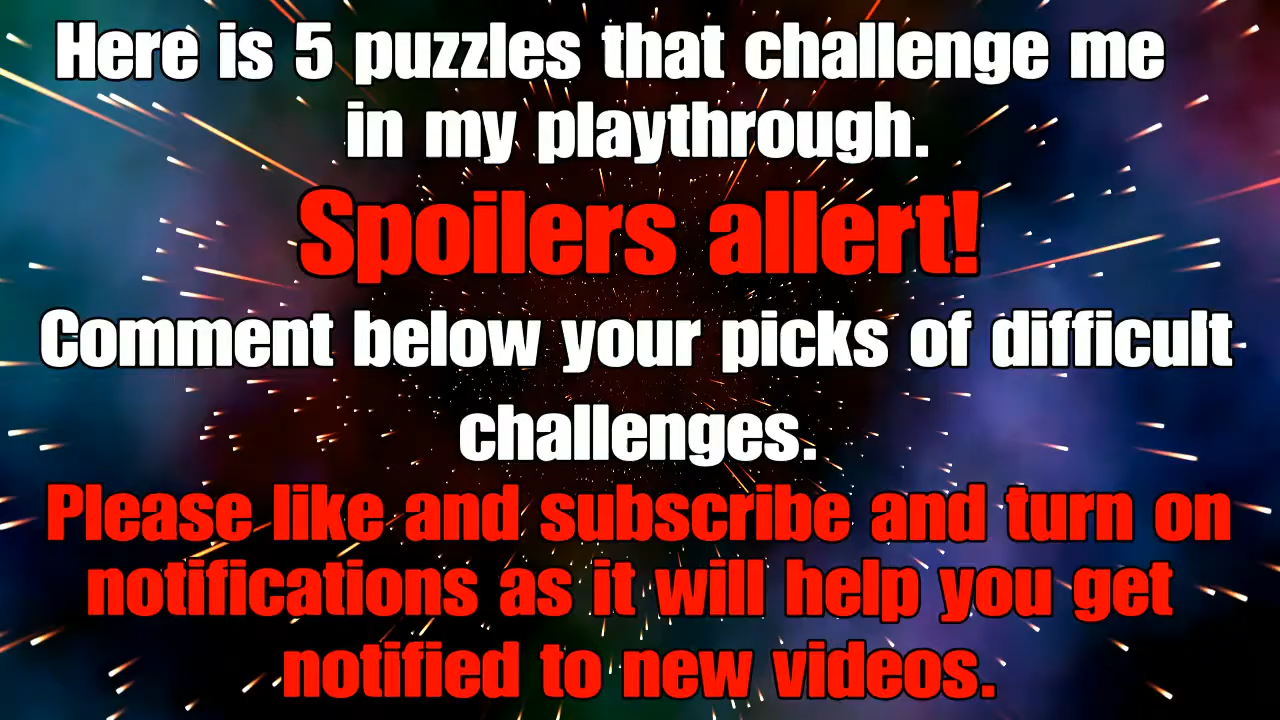 Here is 5 puzzles that challenge me
in my playthrough.
Spoilers allert!
Comment below your picks of difficult
challenges.
Please like and subscribe and turn on
notifications as it will help you get
notified to new videos.